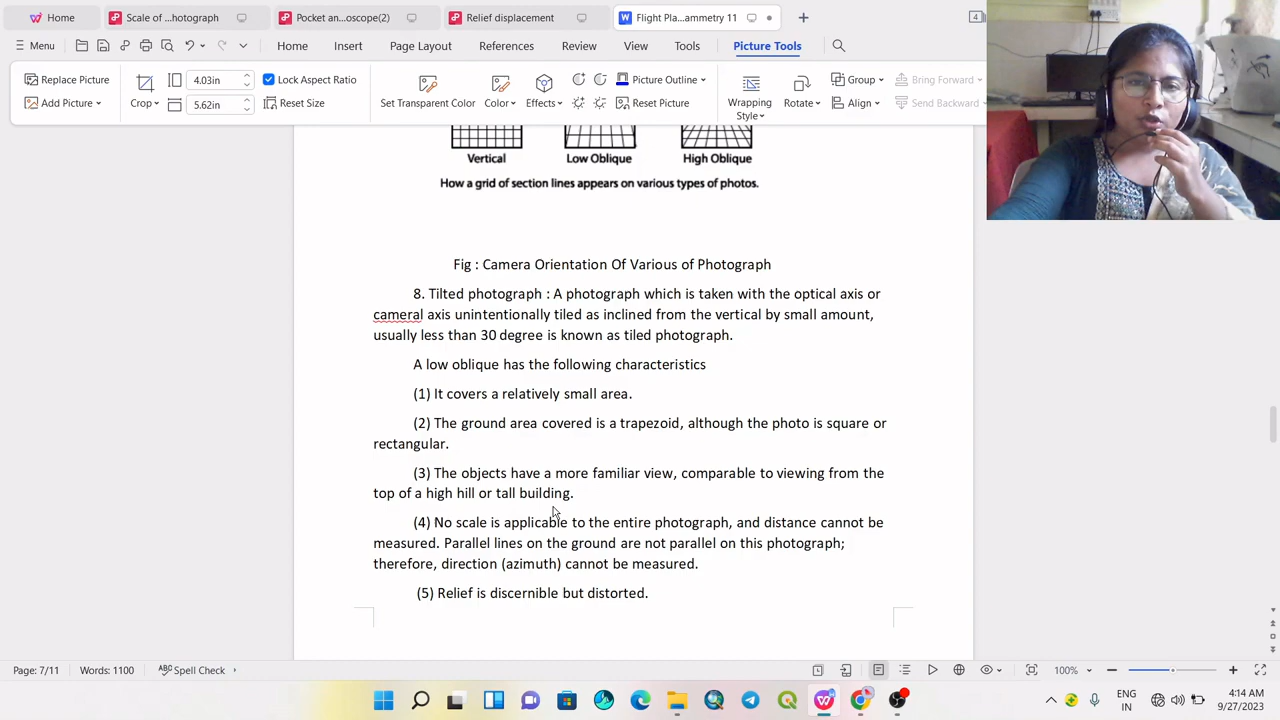 Home
Scale of ...hotograph
Pocket an...oscope(2)
Relief displacement
Flight Pla...ammetry 11
4
Menu
Home
Insert
Page Layout
References
Review
View
Tools
Picture Tools
Replace Picture
4.03in
Lock Aspect Ratio
Picture Outline
Group
Bring Forward
Crop
Set Transparent Color
Color
Effects
Wrapping
Style
Rotate
Add Picture
5.02in
Reset Size
Reset Picture
Align
Send Backward
Vertical
Low Oblique
High Oblique
How a grid of section lines appears on various types of photos.
Fig : Camera Orientation Of Various of Photograph
8. Tilted photograph : A photograph which is taken with the optical axis or
cameral axis unintentionally tiled as inclined from the vertical by small amount,
usually less than 30 degree is known as tiled photograph.
A low oblique has the following characteristics
(1) It covers a relatively small area.
(2) The ground area covered is a trapezoid, although the photo is square or
rectangular.
(3) The objects have a more familiar view, comparable to viewing from the
top of a high hill or tall building.
(4) No scale is applicable to the entire photograph, and distance cannot be
measured. Parallel lines on the ground are not parallel on this photograph;
therefore, direction (azimuth) cannot be measured.
(5) Relief is discernible but distorted.
Page: 7/11
Words: 1100
Spell Check
100%
ENG
IN
4:14 AM
9/27/2023